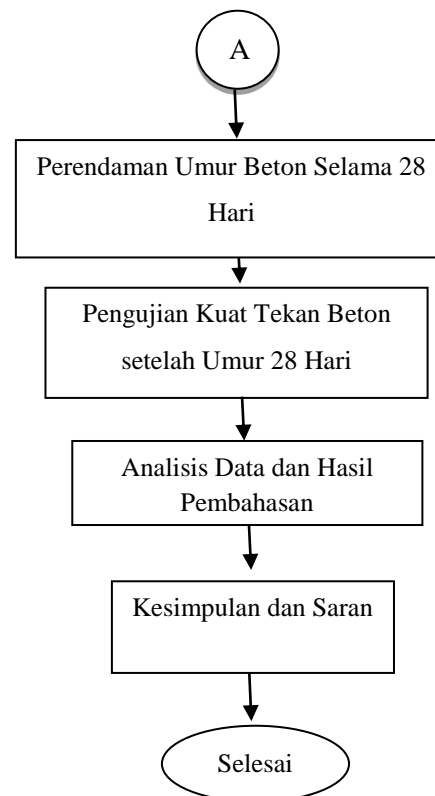 A
Perendaman Umur Beton Selama 28
Hari
Pengujian Kuat Tekan Beton
setelah Umur 28 Hari
Analisis Data dan Hasil
Pembahasan
Kesimpulan dan Saran
Selesai